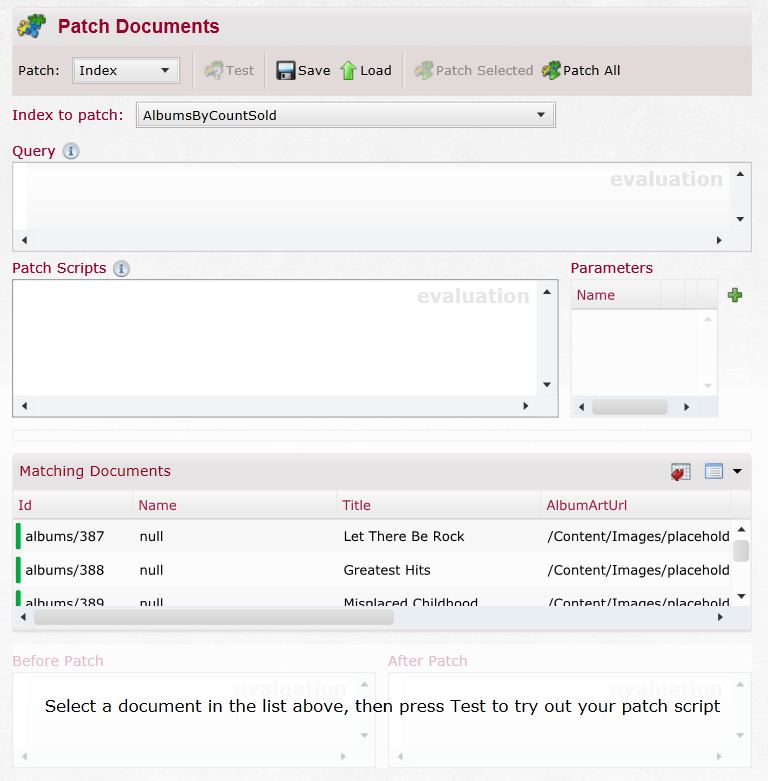 Patch Documents
Patch: Index Test Save Load Patch Selected Patch All
Index to patch: AlbumsByCountSold
Query
evaluation
Patch Scripts Parameters
evaluation Name
Matching Documents
Id Name Title AlbumArtUrl
albums/387 null Let There Be Rock /Content/Images/placehold
albums/388 null Greatest Hits /Content/Images/placehold
albums/389 null Misplaced Childhood /Content/Images/placehold
Before Patch After Patch
evaluation evaluation
Select a document in the list above, then press Test to try out your patch script